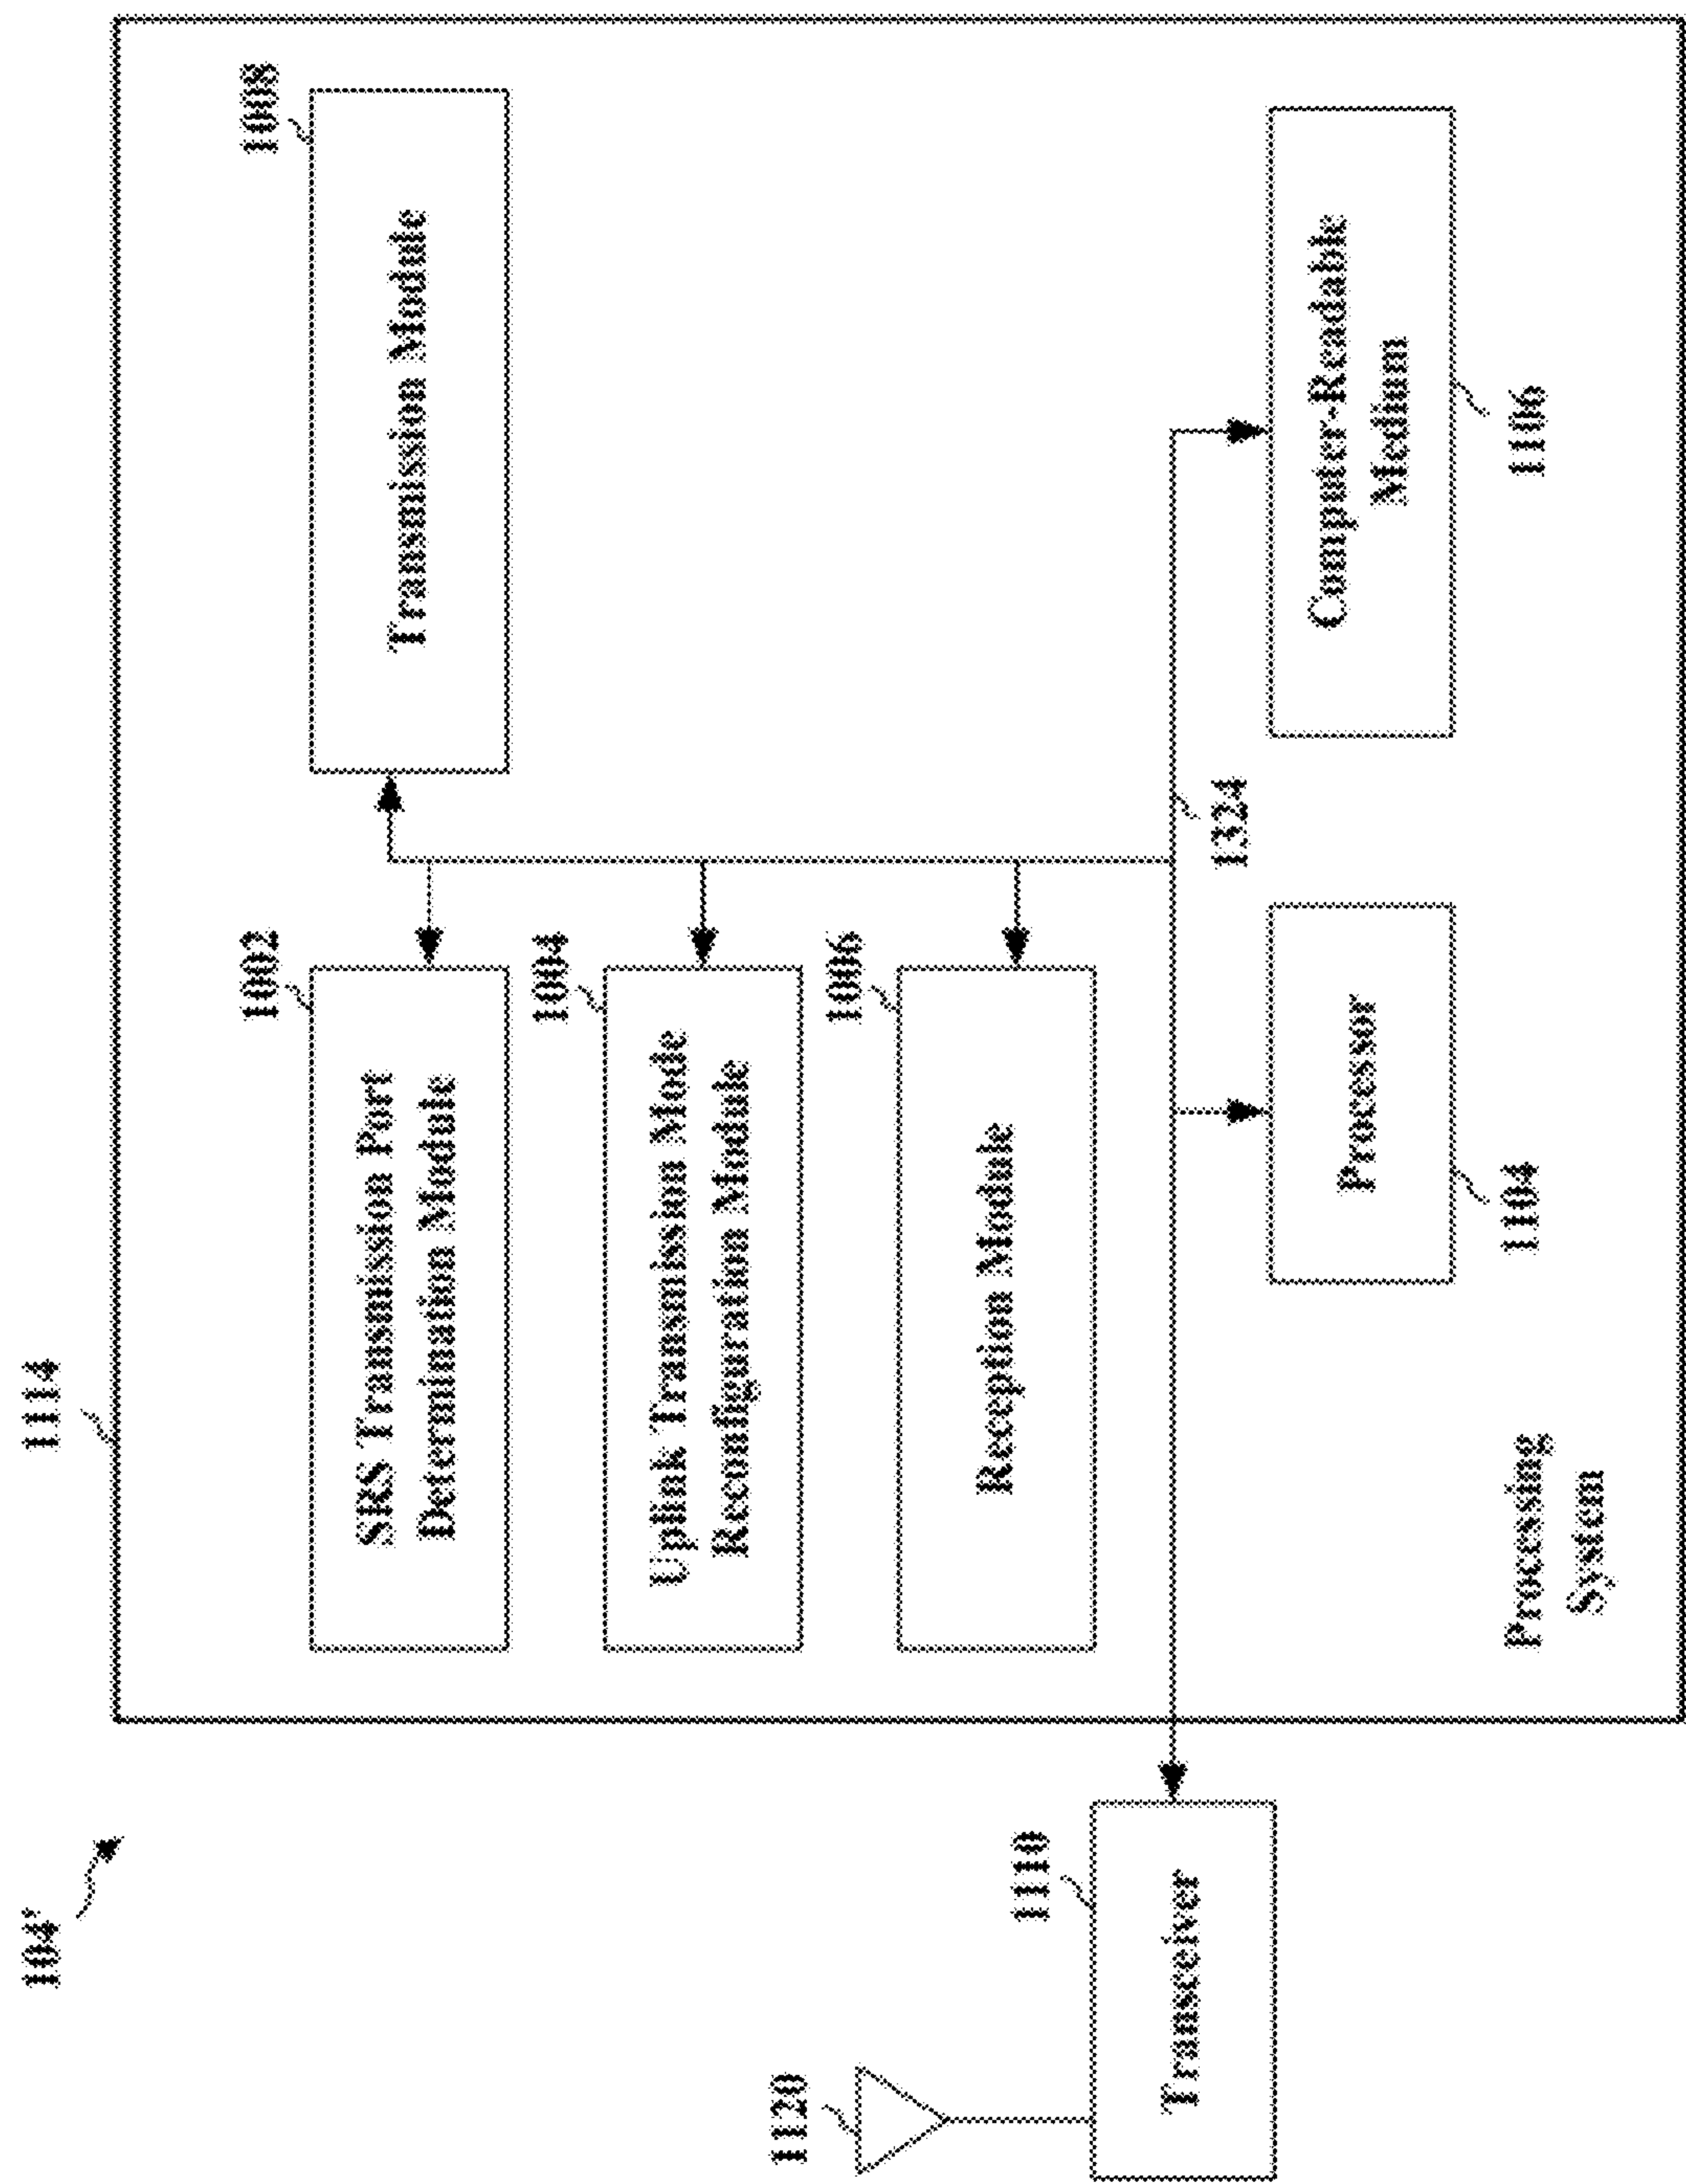 104'
1114
1002
SRS Transmission Port
Determination Module
1008
Transmission Module
1004
Uplink Transmission Mode
Reconfiguration Module
1006
Reception Module
1120
1110
Transceiver
1324
Processor
1104
Computer-Readable
Medium
1106
Processing
System